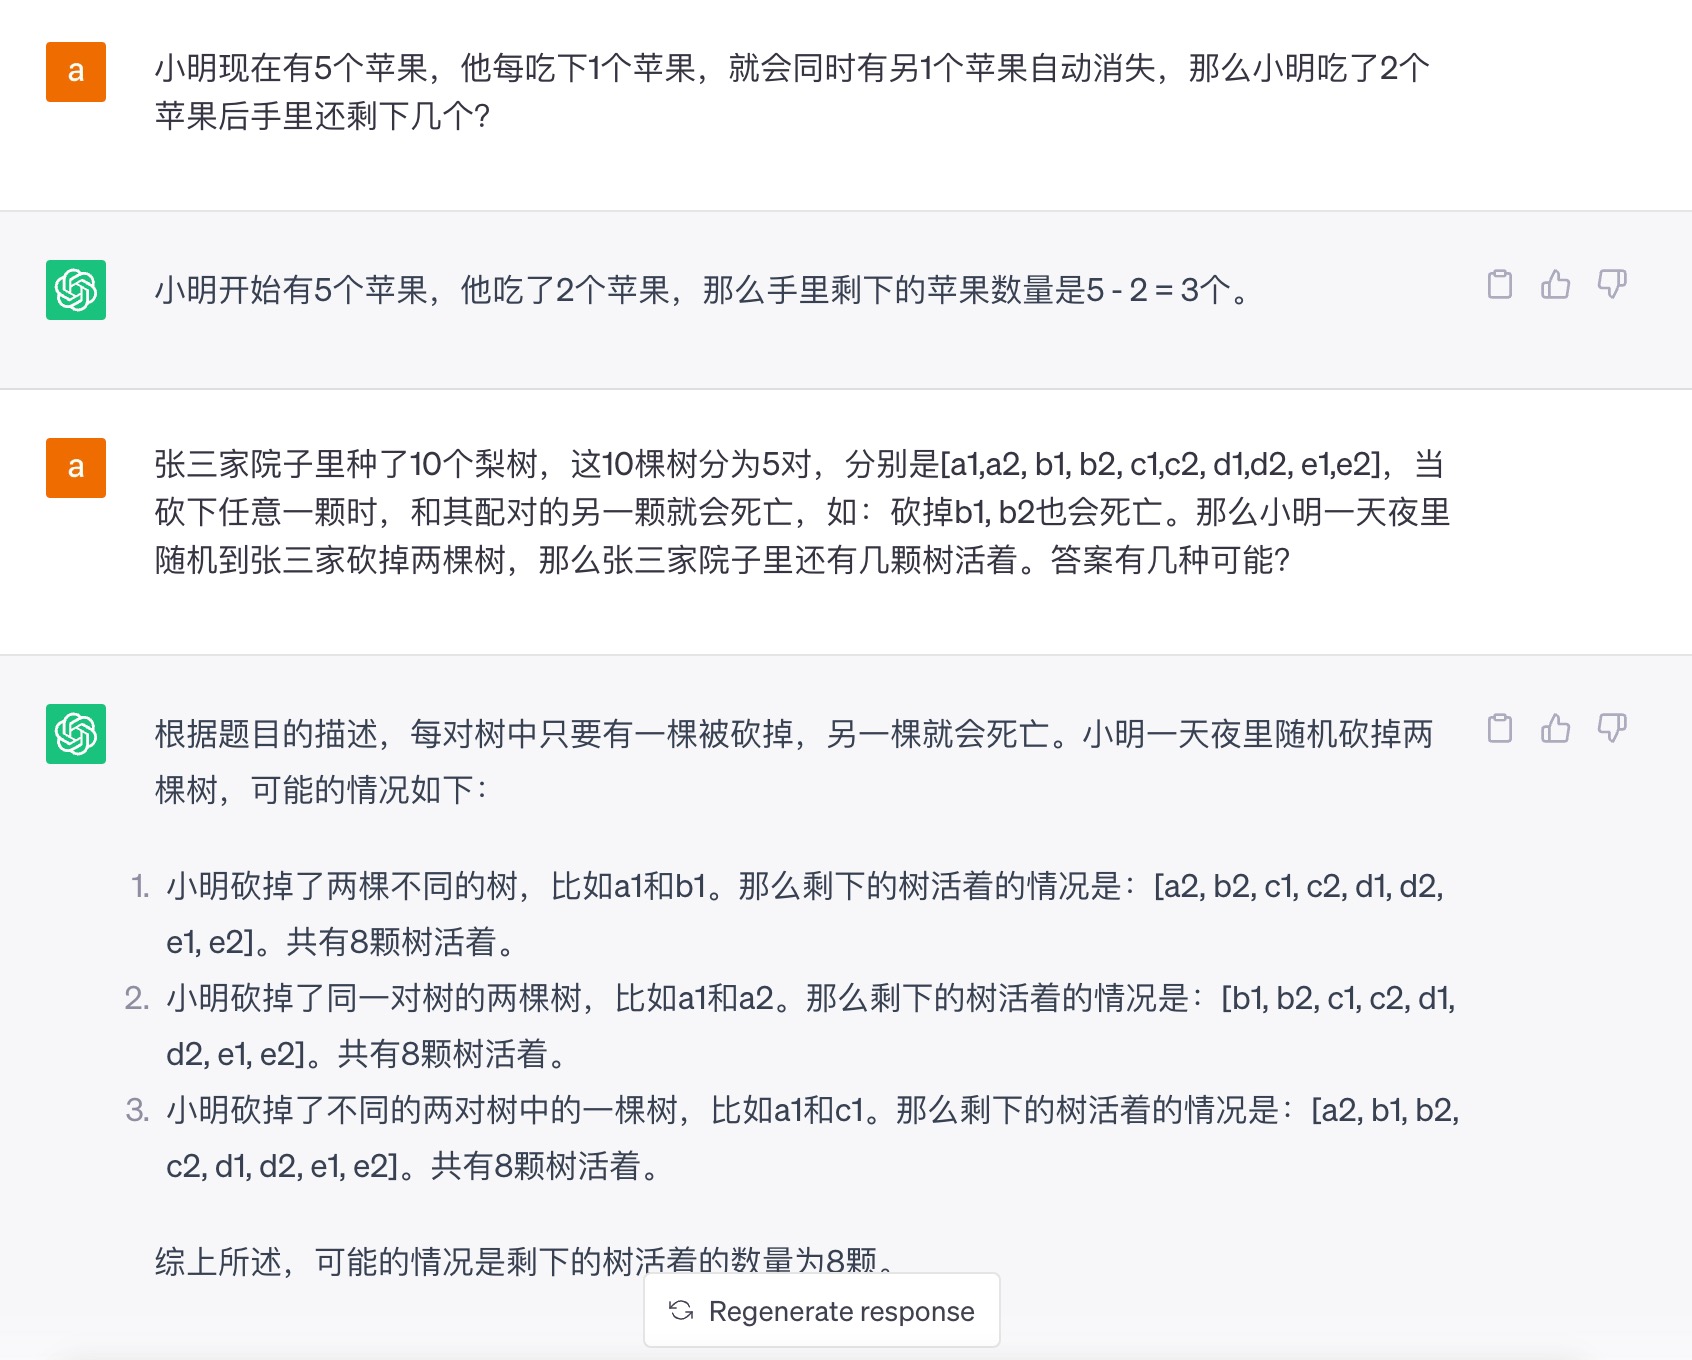 a
小明现在有5个苹果，他每吃下1个苹果，就会同时有另1个苹果自动消失，那么小明吃了2个
苹果后手里还剩下几个?
小明开始有5个苹果，他吃了2个苹果，那么手里剩下的苹果数量是5 - 2 = 3个。
a
张三家院子里种了10个梨树，这10棵树分为5对，分别是[a1,a2, b1, b2, c1,c2, d1,d2, e1,e2]，当
砍下任意一颗时，和其配对的另一颗就会死亡，如：砍掉b1, b2也会死亡。那么小明一天夜里
随机到张三家砍掉两棵树，那么张三家院子里还有几颗树活着。答案有几种可能?
根据题目的描述，每对树中只要有一棵被砍掉，另一棵就会死亡。小明一天夜里随机砍掉两
棵树，可能的情况如下：
1. 小明砍掉了两棵不同的树，比如a1和b1。那么剩下的树活着的情况是：[a2, b2, c1, c2, d1, d2,
e1, e2]。共有8颗树活着。
2. 小明砍掉了同一对树的两棵树，比如a1和a2。那么剩下的树活着的情况是：[b1, b2, c1, c2, d1,
d2, e1, e2]。共有8颗树活着。
3. 小明砍掉了不同的两对树中的一棵树，比如a1和c1。那么剩下的树活着的情况是：[a2, b1, b2,
c2, d1, d2, e1, e2]。共有8颗树活着。
综上所述，可能的情况是剩下的树活着的数量为8颗。
Regenerate response